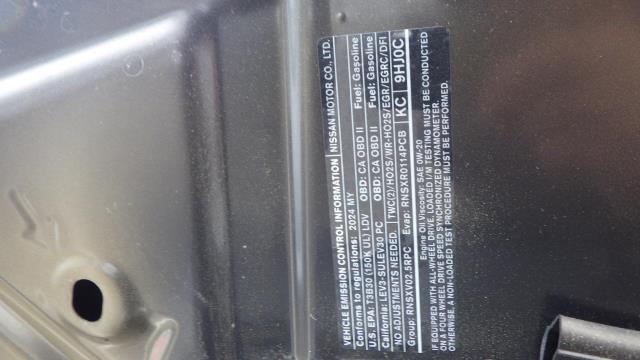 VEHICLE EMISSION CONTROL INFORMATION NISSAN MOTOR CO., LTD.
Conforms to regulations: 2024 MY
U.S. EPA: T3B30 (150K UL) LDV OBD: CA OBD II Fuel: Gasoline
California: LEV3-SULEV30 PC OBD: CA OBD II Fuel: Gasoline
NO ADJUSTMENTS NEEDED. TWC(2)/HO2S/WR-HO2S/EGR/EGRC/DFI
Group: RNSXV02.5RPC Evap: RNSXR0114PCB KC 9HJ0C
Engine Oil Viscosity: SAE 0W-20
IF EQUIPPED WITH ALL-WHEEL DRIVE, LOADED I/M TESTING MUST BE CONDUCTED
ON A FOUR WHEEL DRIVE SPEED SYNCHRONIZED DYNAMOMETER.
OTHERWISE, A NON-LOADED TEST PROCEDURE MUST BE PERFORMED.